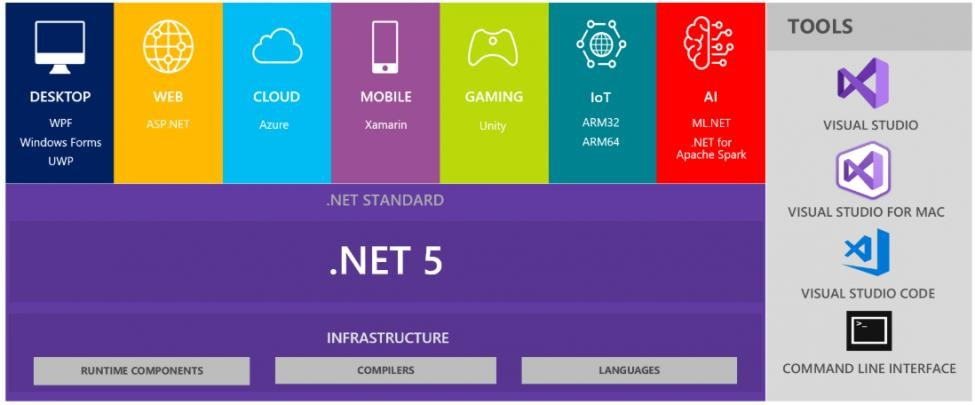 DESKTOP
WPF
Windows Forms
UWP
WEB
ASP.NET
CLOUD
Azure
MOBILE
Xamarin
GAMING
Unity
IoT
ARM32
ARM64
AI
ML.NET
.NET for
Apache Spark
.NET STANDARD
.NET 5
INFRASTRUCTURE
RUNTIME COMPONENTS
COMPILERS
LANGUAGES
TOOLS
VISUAL STUDIO
VISUAL STUDIO FOR MAC
VISUAL STUDIO CODE
>_
COMMAND LINE INTERFACE